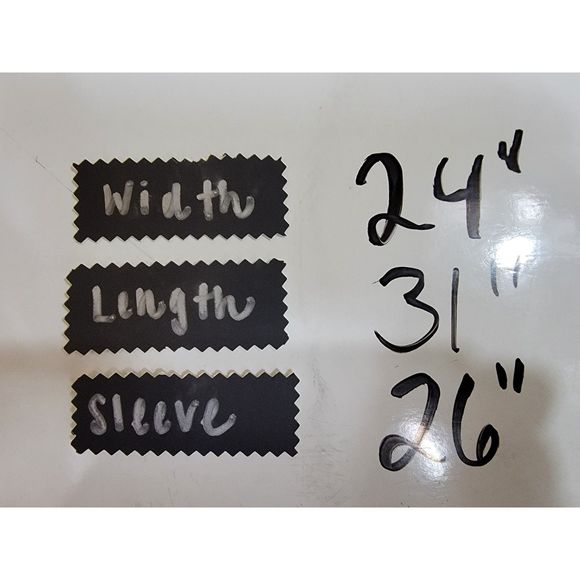 Width 24"
Length 31"
Sleeve 26"